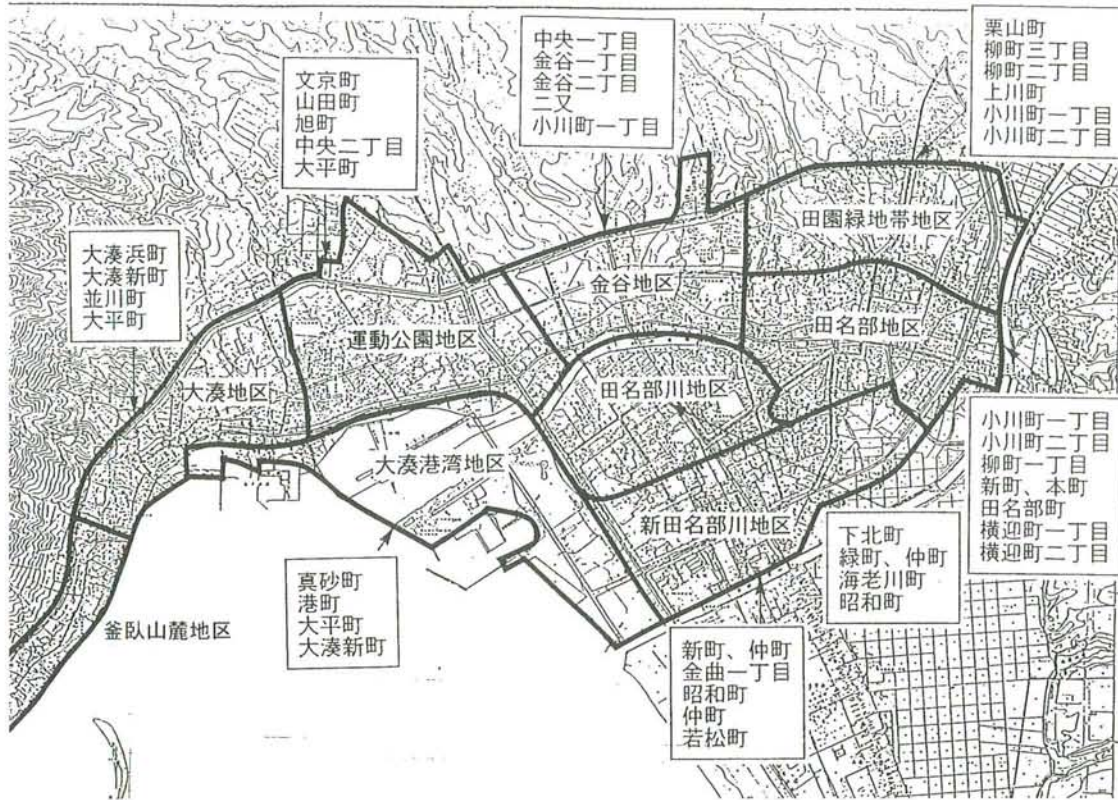 中央一丁目
金谷一丁目
金谷二丁目
二又
小川町一丁目
栗山町
柳町三丁目
柳町二丁目
上川町
小川町一丁目
小川町二丁目
文京町
山田町
旭町
中央二丁目
大平町
大湊浜町
大湊新町
並川町
大平町
田園緑地帯地区
金谷地区
田名部地区
運動公園地区
大湊地区
田名部川地区
大湊港湾地区
新田名部川地区
釜臥山麓地区
小川町一丁目
小川町二丁目
柳町一丁目
新町、本町
田名部町
横迎町一丁目
横迎町二丁目
下北町
緑町、仲町
海老川町
昭和町
真砂町
港町
大平町
大湊新町
新町、仲町
金曲一丁目
昭和町
仲町
若松町